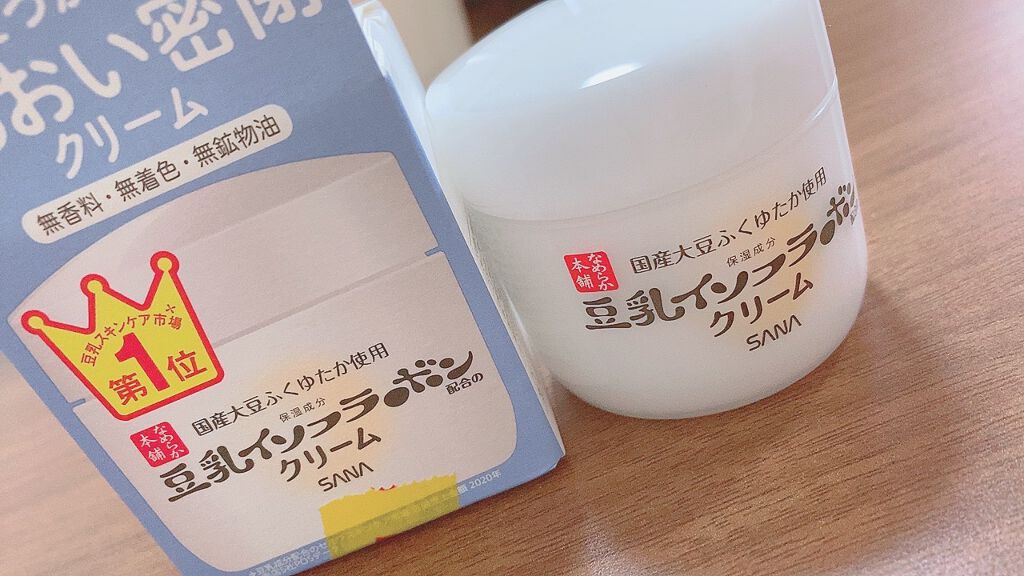 おい密閉
クリーム
無香料・無着色・無鉱物油
豆乳スキンケア市場
第1位
国産大豆ふくゆたか使用
保湿成分
なめらか
本舗
豆乳イソフラボン
配合の
クリーム
SANA
2020年
国産大豆ふくゆたか使用
保湿成分
なめらか
本舗
豆乳イソフラボン
クリーム
SANA